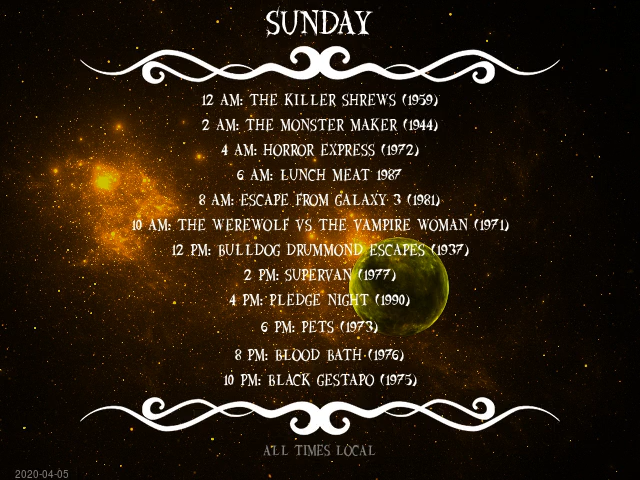 SUNDAY
12 AM: THE KILLER SHREWS (1959)
2 AM: THE MONSTER MAKER (1944)
4 AM: HORROR EXPRESS (1972)
6 AM: LUNCH MEAT 1987
8 AM: ESCAPE FROM GALAXY 3 (1981)
10 AM: THE WEREWOLF VS THE VAMPIRE WOMAN (1971)
12 PM: BULLDOG DRUMMOND ESCAPES (1937)
2 PM: SUPERVAN (1977)
4 PM: PLEDGE NIGHT (1990)
6 PM: PETS (1973)
8 PM: BLOOD BATH (1976)
10 PM: BLACK GESTAPO (1975)
ALL TIMES LOCAL
2020-04-05